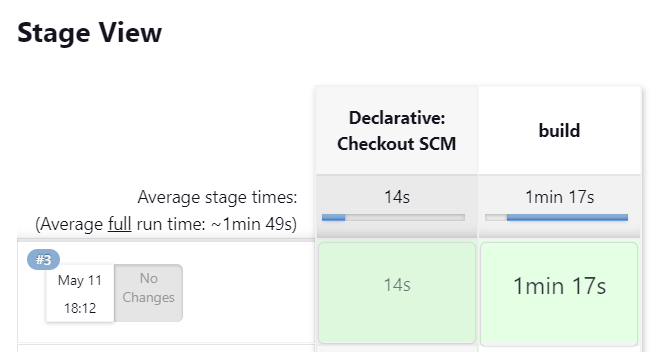 Stage View
Declarative:
Checkout SCM
build
Average stage times:
(Average full run time: ~1min 49s)
14s
1min 17s
#3
May 11
18:12
No
Changes
14s
1min 17s